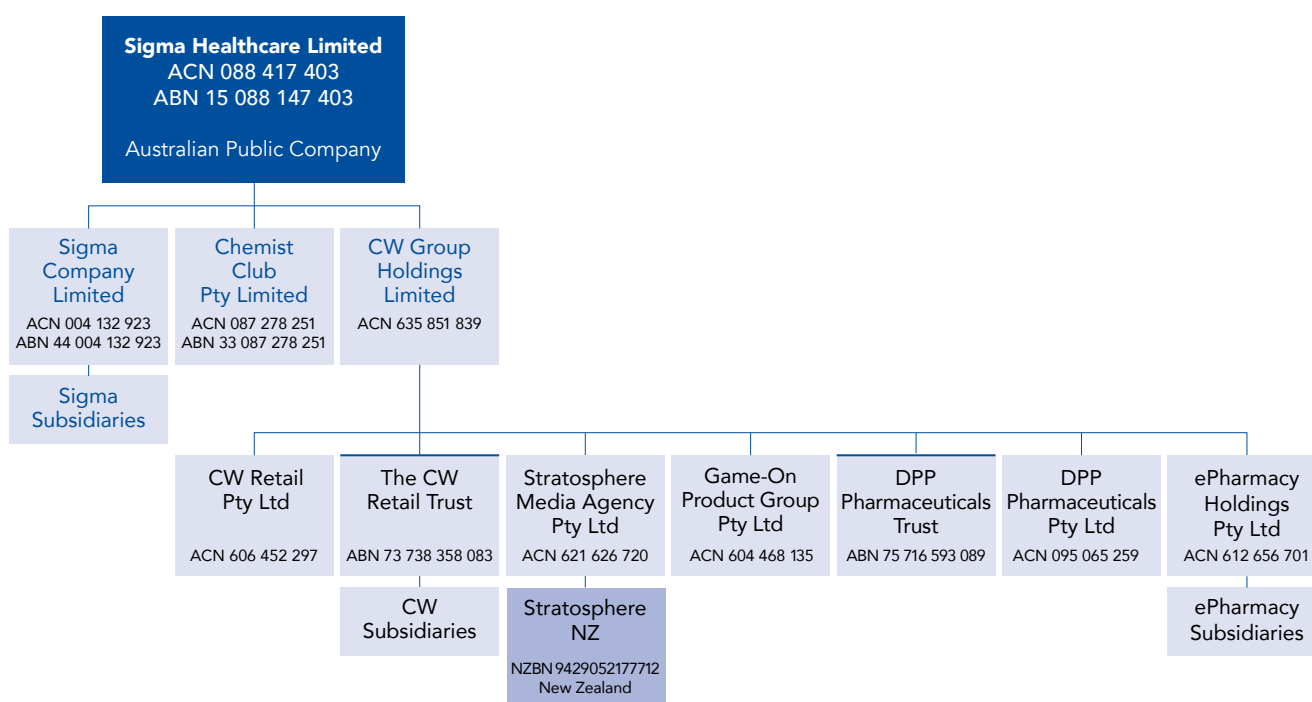 Sigma Healthcare Limited
ACN 088 417 403
ABN 15 088 147 403
Australian Public Company
Sigma
Company
Limited
ACN 004 132 923
ABN 44 004 132 923
Chemist
Club
Pty Limited
ACN 087 278 251
ABN 33 087 278 251
CW Group
Holdings
Limited
ACN 635 851 839
Sigma
Subsidiaries
CW Retail
Pty Ltd
ACN 606 452 297
The CW
Retail Trust
ABN 73 738 358 083
Stratosphere
Media Agency
Pty Ltd
ACN 621 626 720
Game-On
Product Group
Pty Ltd
ACN 604 468 135
DPP
Pharmaceuticals
Trust
ABN 75 716 593 089
DPP
Pharmaceuticals
Pty Ltd
ACN 095 065 259
ePharmacy
Holdings
Pty Ltd
ACN 612 656 701
CW
Subsidiaries
Stratosphere
NZ
NZBN 9429052177712
New Zealand
ePharmacy
Subsidiaries